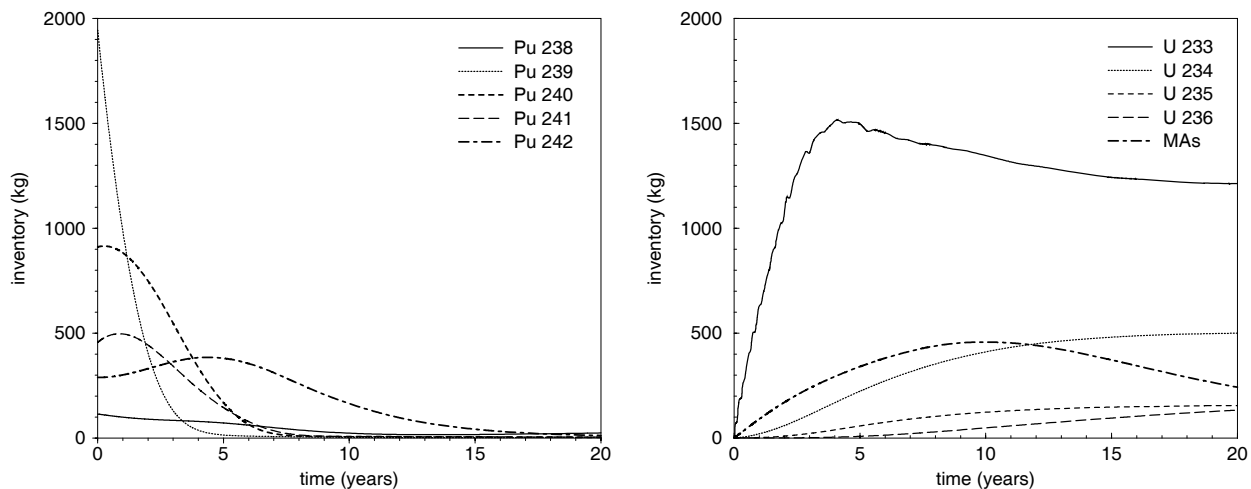 2000
1500
1000
500
0
inventory (kg)
Pu 238
Pu 239
Pu 240
Pu 241
Pu 242
0 5 10 15 20
time (years)
2000
1500
1000
500
0
inventory (kg)
U 233
U 234
U 235
U 236
MAs
0 5 10 15 20
time (years)